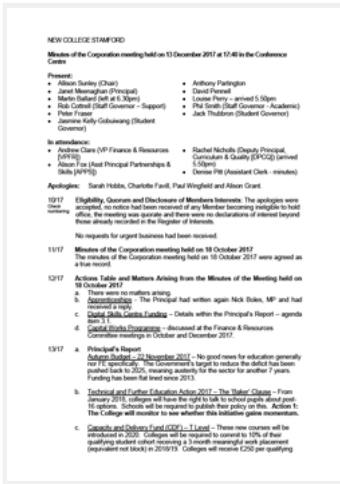 NEW COLLEGE STAMFORD
Minutes of the Corporation meeting held on 13 December 2017 at 17:40 in the Conference
Centre
Present:
• Allison Sunley (Chair)
• Janet Meenaghan (Principal)
• Martin Ballard (left at 6.30pm)
• Rob Cottrell (Staff Governor – Support)
• Peter Fraser
• Jasmine Kelly-Gobuiwang (Student
Governor)
• Anthony Partington
• David Pennell
• Louise Perry – arrived 5.50pm
• Phil Smith (Staff Governor - Academic)
• Jack Thubron (Student Governor)
In attendance:
• Andrew Clare (VP Finance & Resources
[VPFR])
• Alison Fox (Asst Principal Partnerships &
Skills [APPS])
• Rachel Nicholls (Deputy Principal,
Curriculum & Quality [DPCQ]) (arrived
5.50pm)
• Denise Pitt (Assistant Clerk - minutes)
Apologies: Sarah Hobbs, Charlotte Favill, Paul Wingfield and Alison Grant.
10/17 Eligibility, Quorum and Disclosure of Members Interests: The apologies were
Check numbering accepted, no notice had been received of any Member becoming ineligible to hold
office, the meeting was quorate and there were no declarations of interest beyond
those already recorded in the Register of Interests.
No requests for urgent business had been received.
11/17 Minutes of the Corporation meeting held on 18 October 2017
The minutes of the Corporation meeting held on 18 October 2017 were agreed as
a true record.
12/17 Actions Table and Matters Arising from the Minutes of the Meeting held on
18 October 2017
a. There were no matters arising.
b. Apprenticeships - The Principal had written again Nick Boles, MP and had
received a reply.
c. Digital Skills Centre Funding – Details within the Principal's Report – agenda
item 3.1.
d. Capital Works Programme – discussed at the Finance & Resources
Committee meetings in October and December 2017.
13/17 a. Principal's Report
Autumn Budget – 22 November 2017 – No good news for education generally
nor FE specifically. The Government's target to reduce the deficit has been
pushed back to 2025, meaning austerity for the sector for another 7 years.
Funding has been flat lined since 2013.
b. Technical and Further Education Action 2017 – The 'Baker' Clause – From
January 2018, colleges will have the right to talk to school pupils about post-
16 options. Schools will be required to publish their policy on this. Action 1:
The College will monitor to see whether this initiative gains momentum.
c. Capacity and Delivery Fund (CDF) – T Level – These new courses will be
introduced in 2020. Colleges will be required to commit to 10% of their
qualifying student cohort receiving a 3 month meaningful work placement
(equivalent not block) in 2018/19. Colleges will receive £250 per qualifying